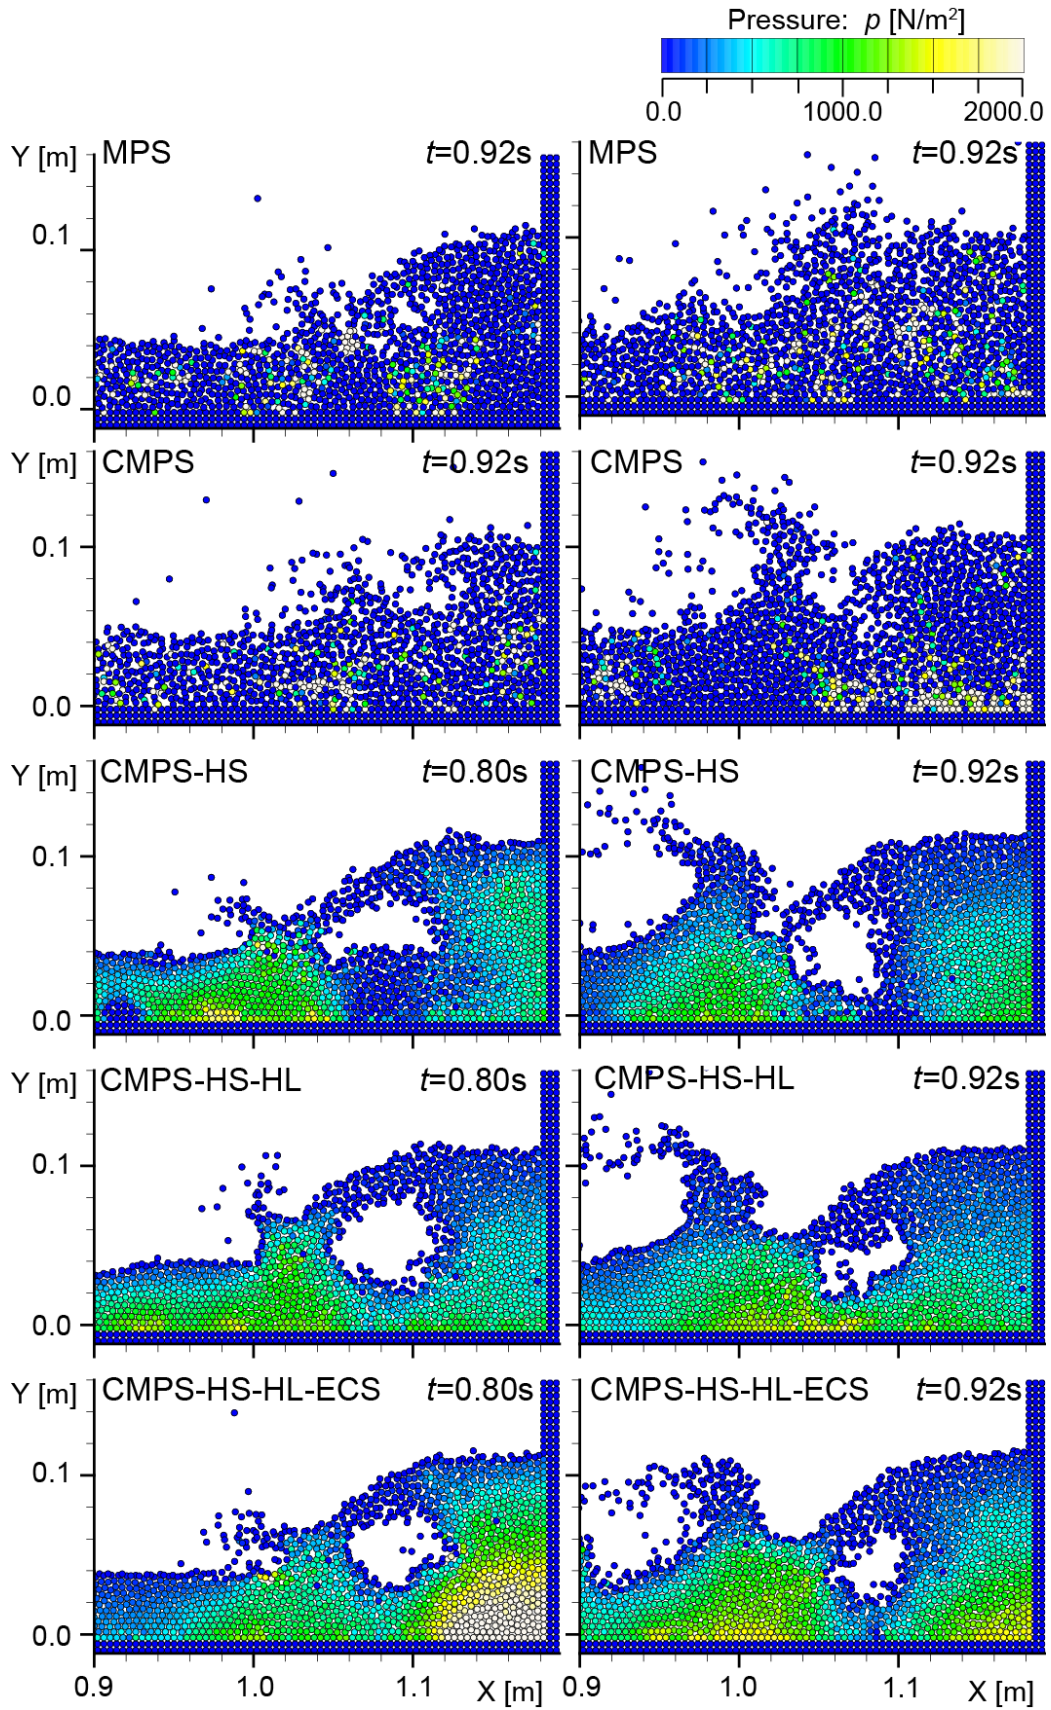 Pressure: p [N/m²]
0.0 1000.0 2000.0
Y [m] MPS t=0.92s MPS t=0.92s
0.1
0.0
Y [m] CMPS t=0.92s CMPS t=0.92s
0.1
0.0
Y [m] CMPS-HS t=0.80s CMPS-HS t=0.92s
0.1
0.0
Y [m] CMPS-HS-HL t=0.80s CMPS-HS-HL t=0.92s
0.1
0.0
Y [m] CMPS-HS-HL-ECS t=0.80s CMPS-HS-HL-ECS t=0.92s
0.1
0.0
0.9 1.0 1.1 X [m] 0.9 1.0 1.1 X [m]